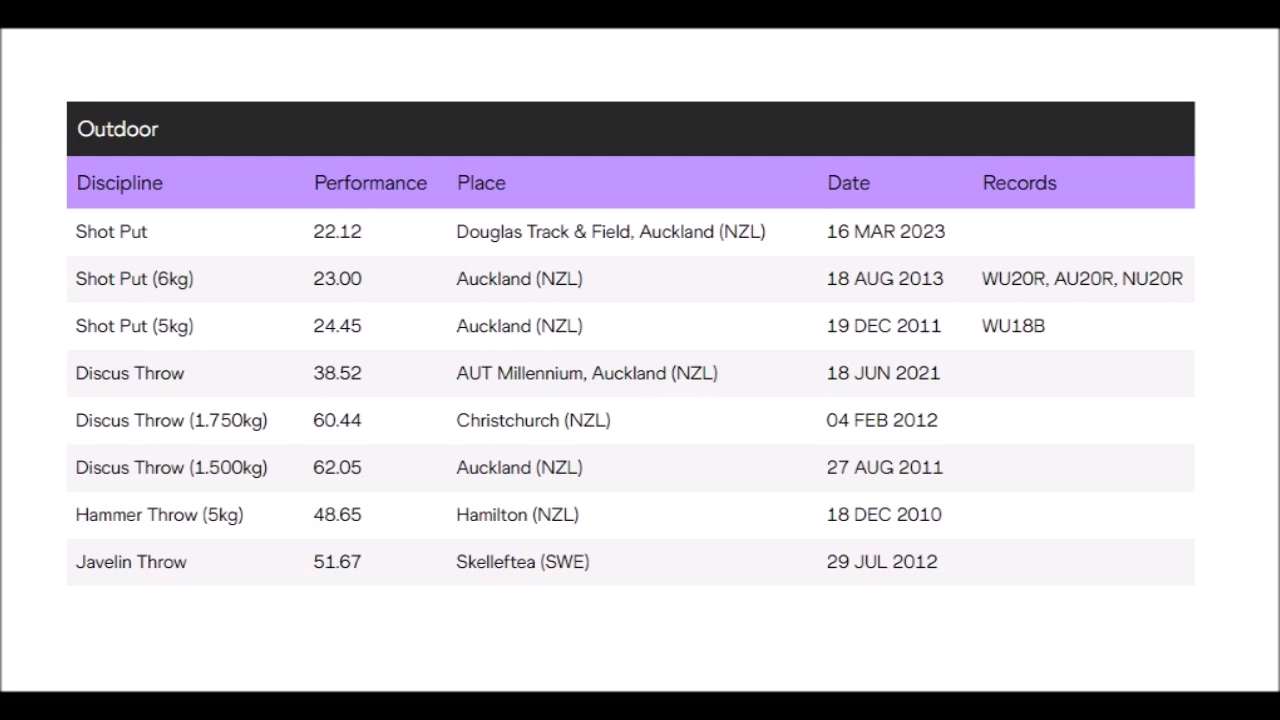 Outdoor
Discipline Performance Place Date Records
Shot Put 22.12 Douglas Track & Field, Auckland (NZL) 16 MAR 2023
Shot Put (6kg) 23.00 Auckland (NZL) 18 AUG 2013 WU20R, AU20R, NU20R
Shot Put (5kg) 24.45 Auckland (NZL) 19 DEC 2011 WU18B
Discus Throw 38.52 AUT Millennium, Auckland (NZL) 18 JUN 2021
Discus Throw (1.750kg) 60.44 Christchurch (NZL) 04 FEB 2012
Discus Throw (1.500kg) 62.05 Auckland (NZL) 27 AUG 2011
Hammer Throw (5kg) 48.65 Hamilton (NZL) 18 DEC 2010
Javelin Throw 51.67 Skelleftea (SWE) 29 JUL 2012